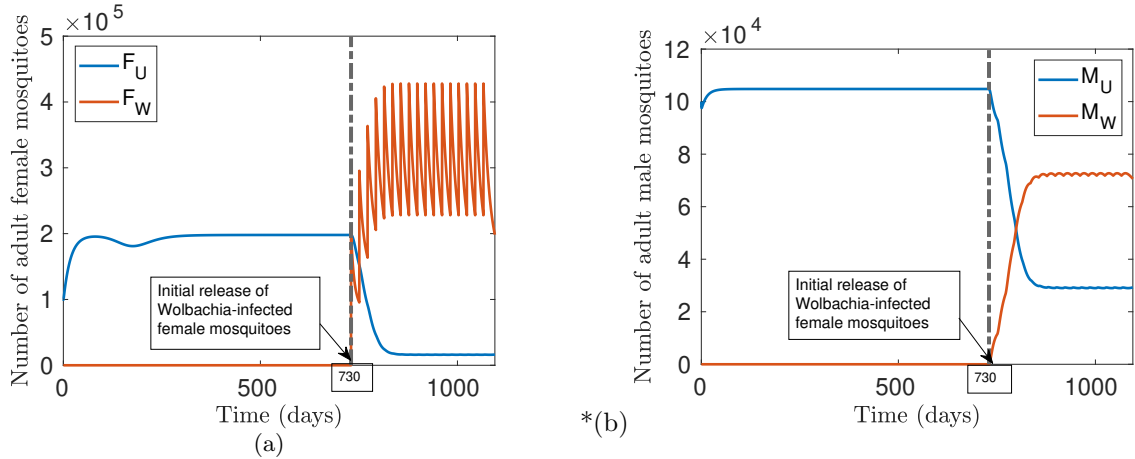 ×10^5
Number of adult female mosquitoes
5
4
3
2
1
0
F_U
F_W
Initial release of
Wolbachia-infected
female mosquitoes
730
0
500
1000
Time (days)
(a)
×10^4
Number of adult male mosquitoes
12
10
8
6
4
2
0
M_U
M_W
Initial release of
Wolbachia-infected
female mosquitoes
730
0
500
1000
Time (days)
*(b)